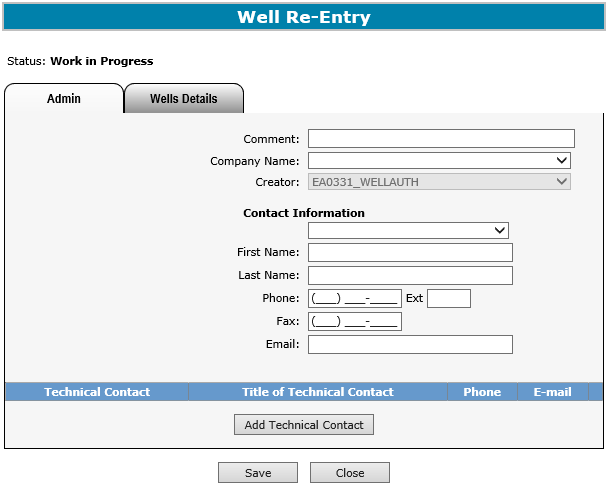 Well Re-Entry
Status: Work in Progress
Admin Wells Details
Comment:
Company Name:
Creator: EA0331_WELLAUTH
Contact Information
First Name:
Last Name:
Phone: (___) ___-____ Ext
Fax: (___) ___-____
Email:
Technical Contact Title of Technical Contact Phone E-mail
Add Technical Contact
Save Close